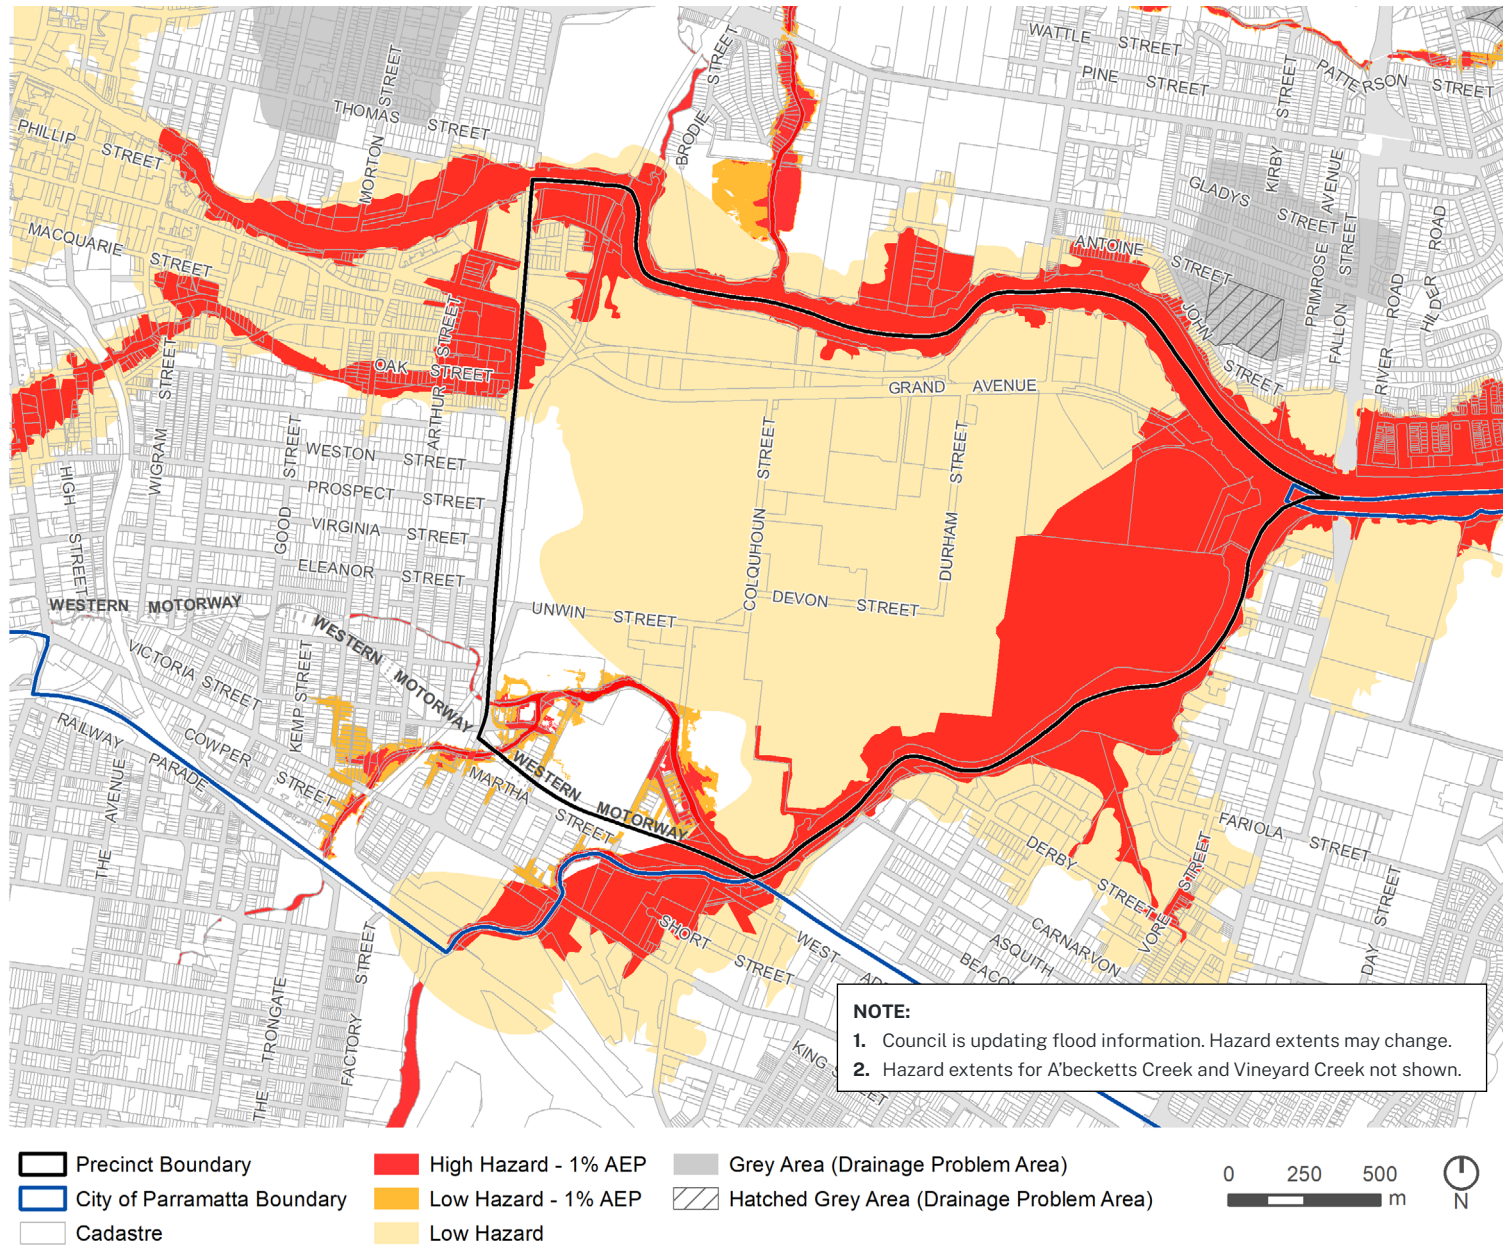 WATTLE STREET
PINE STREET
PATTERSON STREET
THOMAS STREET
STREET
MORTON
BRODIE STREET
PHILLIP STREET
MACQUARIE STREET
GLADYS STREET
KIRBY STREET
PRIMROSE AVENUE
FALLON STREET
RIVER ROAD
HILDER ROAD
ANTOINE STREET
JOHN STREET
OAK STREET
ARTHUR STREET
WIGRAM STREET
GRAND AVENUE
GOOD STREET
WESTON STREET
PROSPECT STREET
VIRGINIA STREET
ELEANOR STREET
HIGH STREET
COLQUHOUN STREET
DURHAM STREET
DEVON STREET
UNWIN STREET
WESTERN MOTORWAY
WESTERN MOTORWAY
VICTORIA STREET
KEMP STREET
RAILWAY PARADE
COWPER STREET
THE AVENUE
MARTHA STREET
WESTERN MOTORWAY
FARIOLA STREET
DERBY STREET
VORE STREET
CARNARVON
ASQUITH
BEACO
DAY STREET
SHORT STREET
WEST AD
FACTORY STREET
THE TRONGATE
KING STREET
NOTE:
1. Council is updating flood information. Hazard extents may change.
2. Hazard extents for A'becketts Creek and Vineyard Creek not shown.
Precinct Boundary
City of Parramatta Boundary
Cadastre
High Hazard - 1% AEP
Low Hazard - 1% AEP
Low Hazard
Grey Area (Drainage Problem Area)
Hatched Grey Area (Drainage Problem Area)
0 250 500
m
N